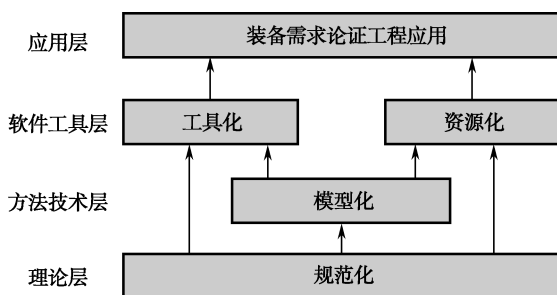 应用层 装备需求论证工程应用
软件工具层 工具化 资源化
方法技术层 模型化
理论层 规范化